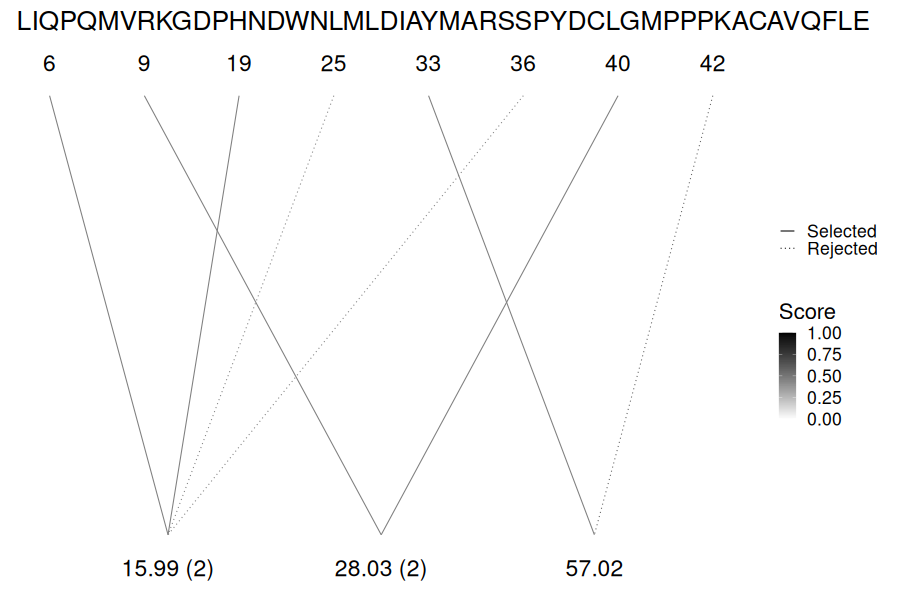 LIQPQMVRKGDPHNDWNLMLDIAYMARSSPYDCLGMPPPKACAVQFLE
6 9 19 25 33 36 40 42
Selected
Rejected
Score
1.00
0.75
0.50
0.25
0.00
15.99 (2) 28.03 (2) 57.02